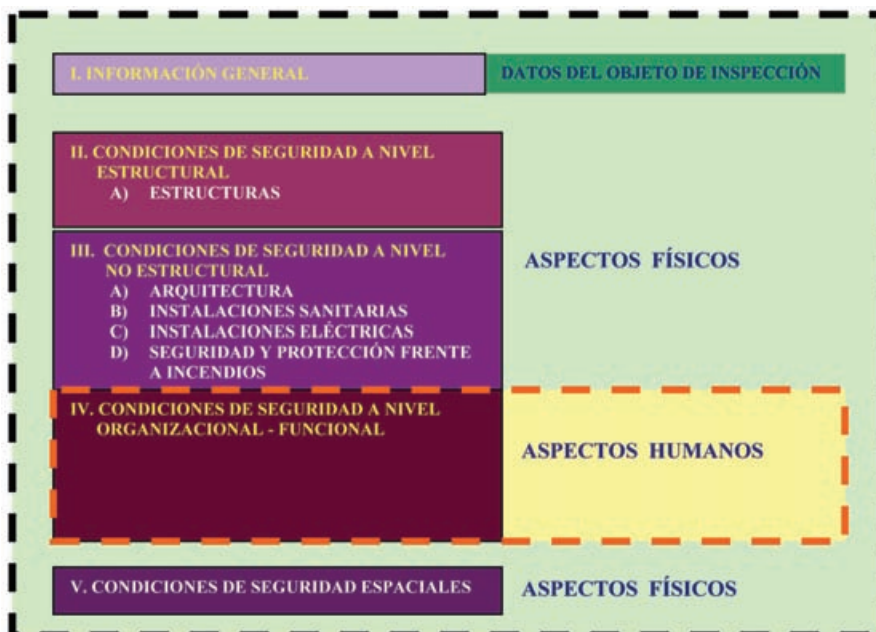 I. INFORMACIÓN GENERAL
DATOS DEL OBJETO DE INSPECCIÓN
II. CONDICIONES DE SEGURIDAD A NIVEL
ESTRUCTURAL
A) ESTRUCTURAS
III. CONDICIONES DE SEGURIDAD A NIVEL
NO ESTRUCTURAL
A) ARQUITECTURA
B) INSTALACIONES SANITARIAS
C) INSTALACIONES ELÉCTRICAS
D) SEGURIDAD Y PROTECCIÓN FRENTE
A INCENDIOS
ASPECTOS FÍSICOS
IV. CONDICIONES DE SEGURIDAD A NIVEL
ORGANIZACIONAL - FUNCIONAL
ASPECTOS HUMANOS
V. CONDICIONES DE SEGURIDAD ESPACIALES
ASPECTOS FÍSICOS